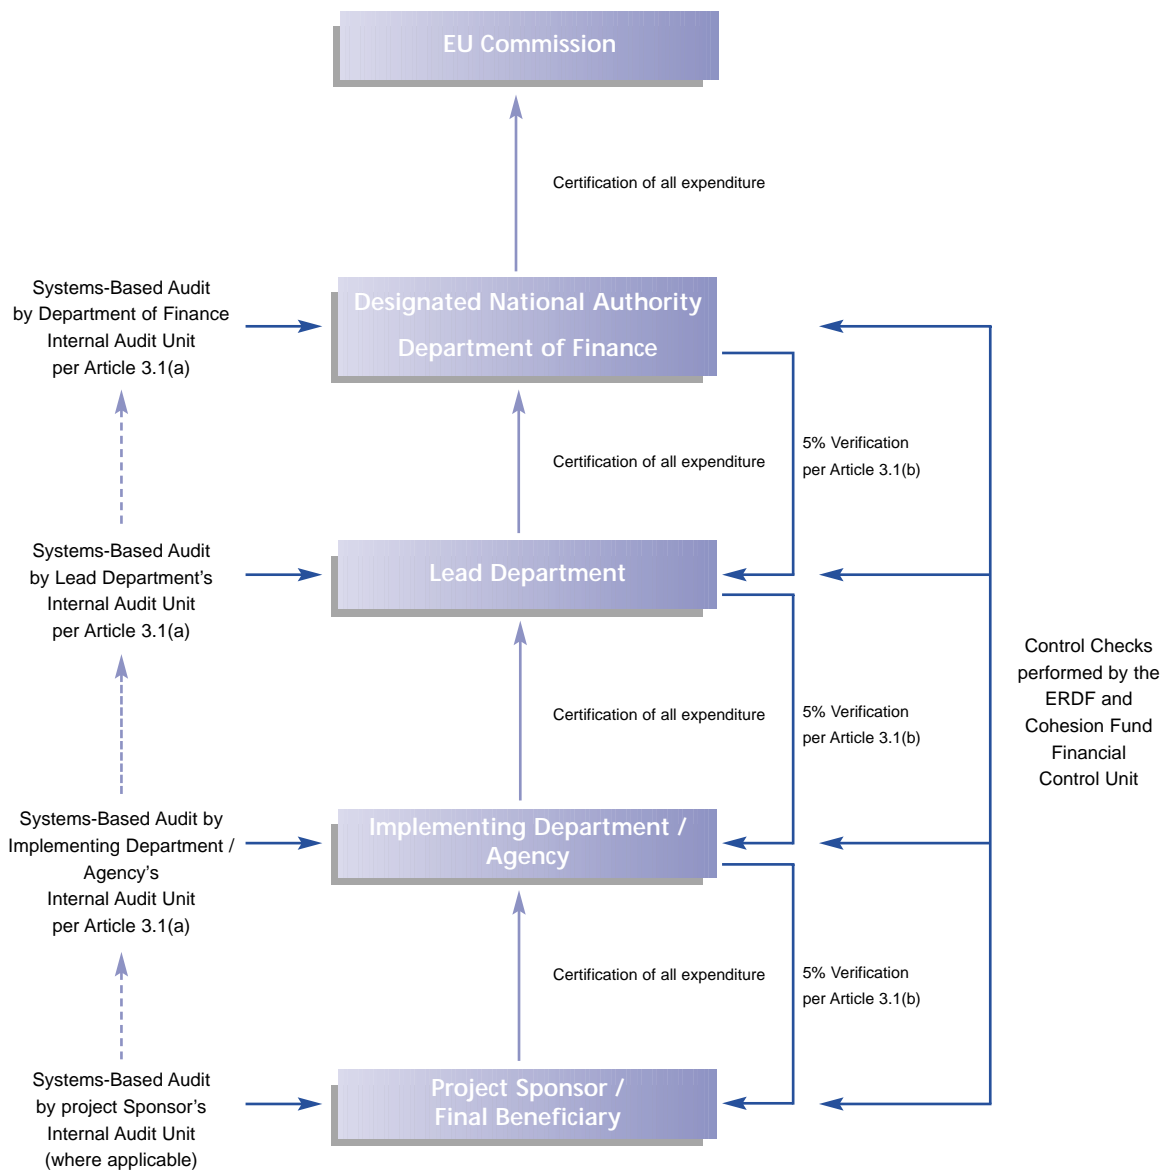 EU Commission
Certification of all expenditure
Systems-Based Audit
by Department of Finance
Internal Audit Unit
per Article 3.1(a)
Designated National Authority
Department of Finance
Certification of all expenditure
5% Verification
per Article 3.1(b)
Systems-Based Audit
by Lead Department’s
Internal Audit Unit
per Article 3.1(a)
Lead Department
Certification of all expenditure
5% Verification
per Article 3.1(b)
Control Checks
performed by the
ERDF and
Cohesion Fund
Financial
Control Unit
Systems-Based Audit by
Implementing Department /
Agency’s
Internal Audit Unit
per Article 3.1(a)
Implementing Department /
Agency
Certification of all expenditure
5% Verification
per Article 3.1(b)
Systems-Based Audit
by project Sponsor’s
Internal Audit Unit
(where applicable)
Project Sponsor /
Final Beneficiary